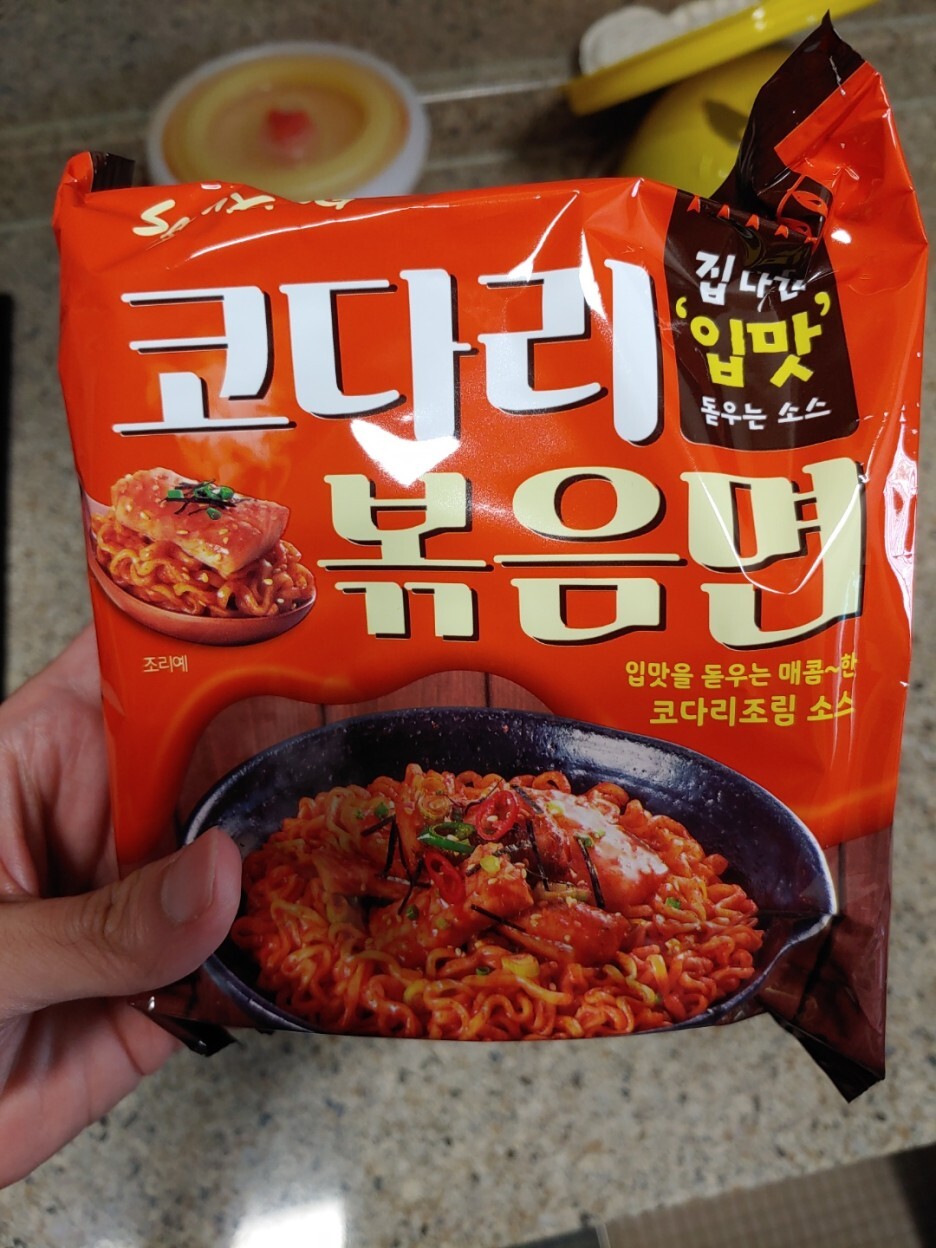 코다리
볶음면
집 나간
'입맛'
돋우는 소스
조리예
입맛을 돋우는 매콤~한
코다리조림 소스